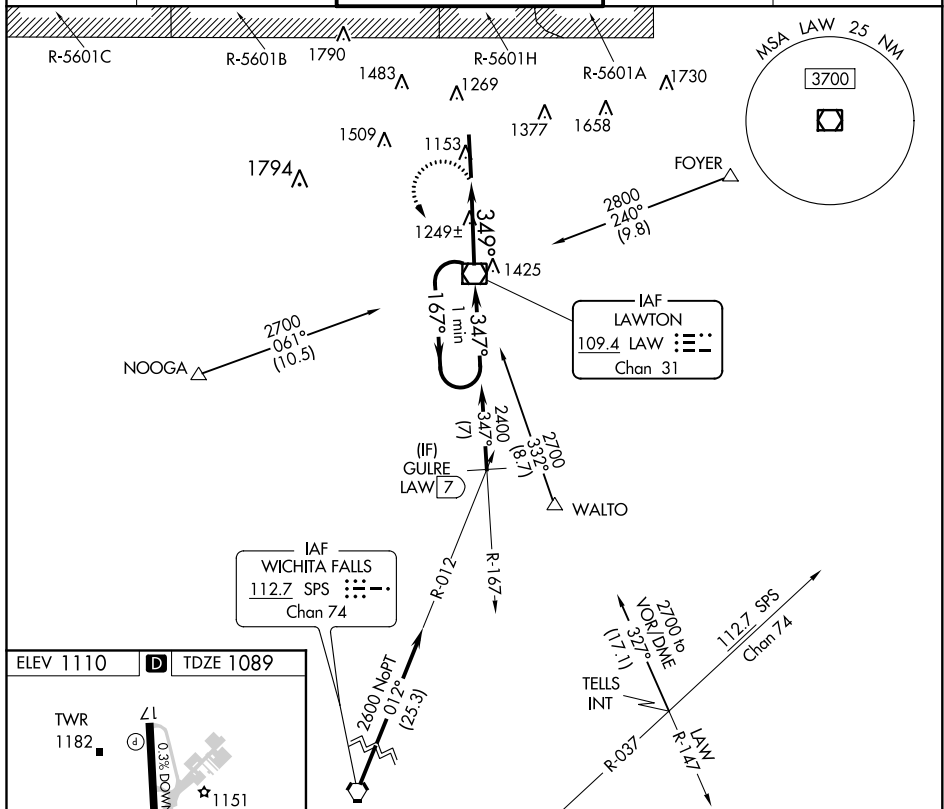 R-5601C
R-5601B
R-5601H
R-5601A
1790
1483
1269
1730
1377
1658
1509
1153
1794
MSA LAW 25 NM
3700
FOYER
2800
240°
(9.8)
1249±
349°
1425
IAF
LAWTON
109.4 LAW
Chan 31
2700
061°
(10.5)
NOOGA
167°
1 min
347°
2400
347°
(7)
2700
332°
(8.7)
(IF)
GULRE
LAW 7
WALTO
IAF
WICHITA FALLS
112.7 SPS
Chan 74
R-012
R-167
2600 NoPT
012°
(25.3)
2700 to
VOR/DME
327°
(17.1)
112.7 SPS
Chan 74
TELLS
INT
R-037
LAW
R-147
ELEV 1110
D
TDZE 1089
TWR
1182
17
P
0.3% DOWN
1151